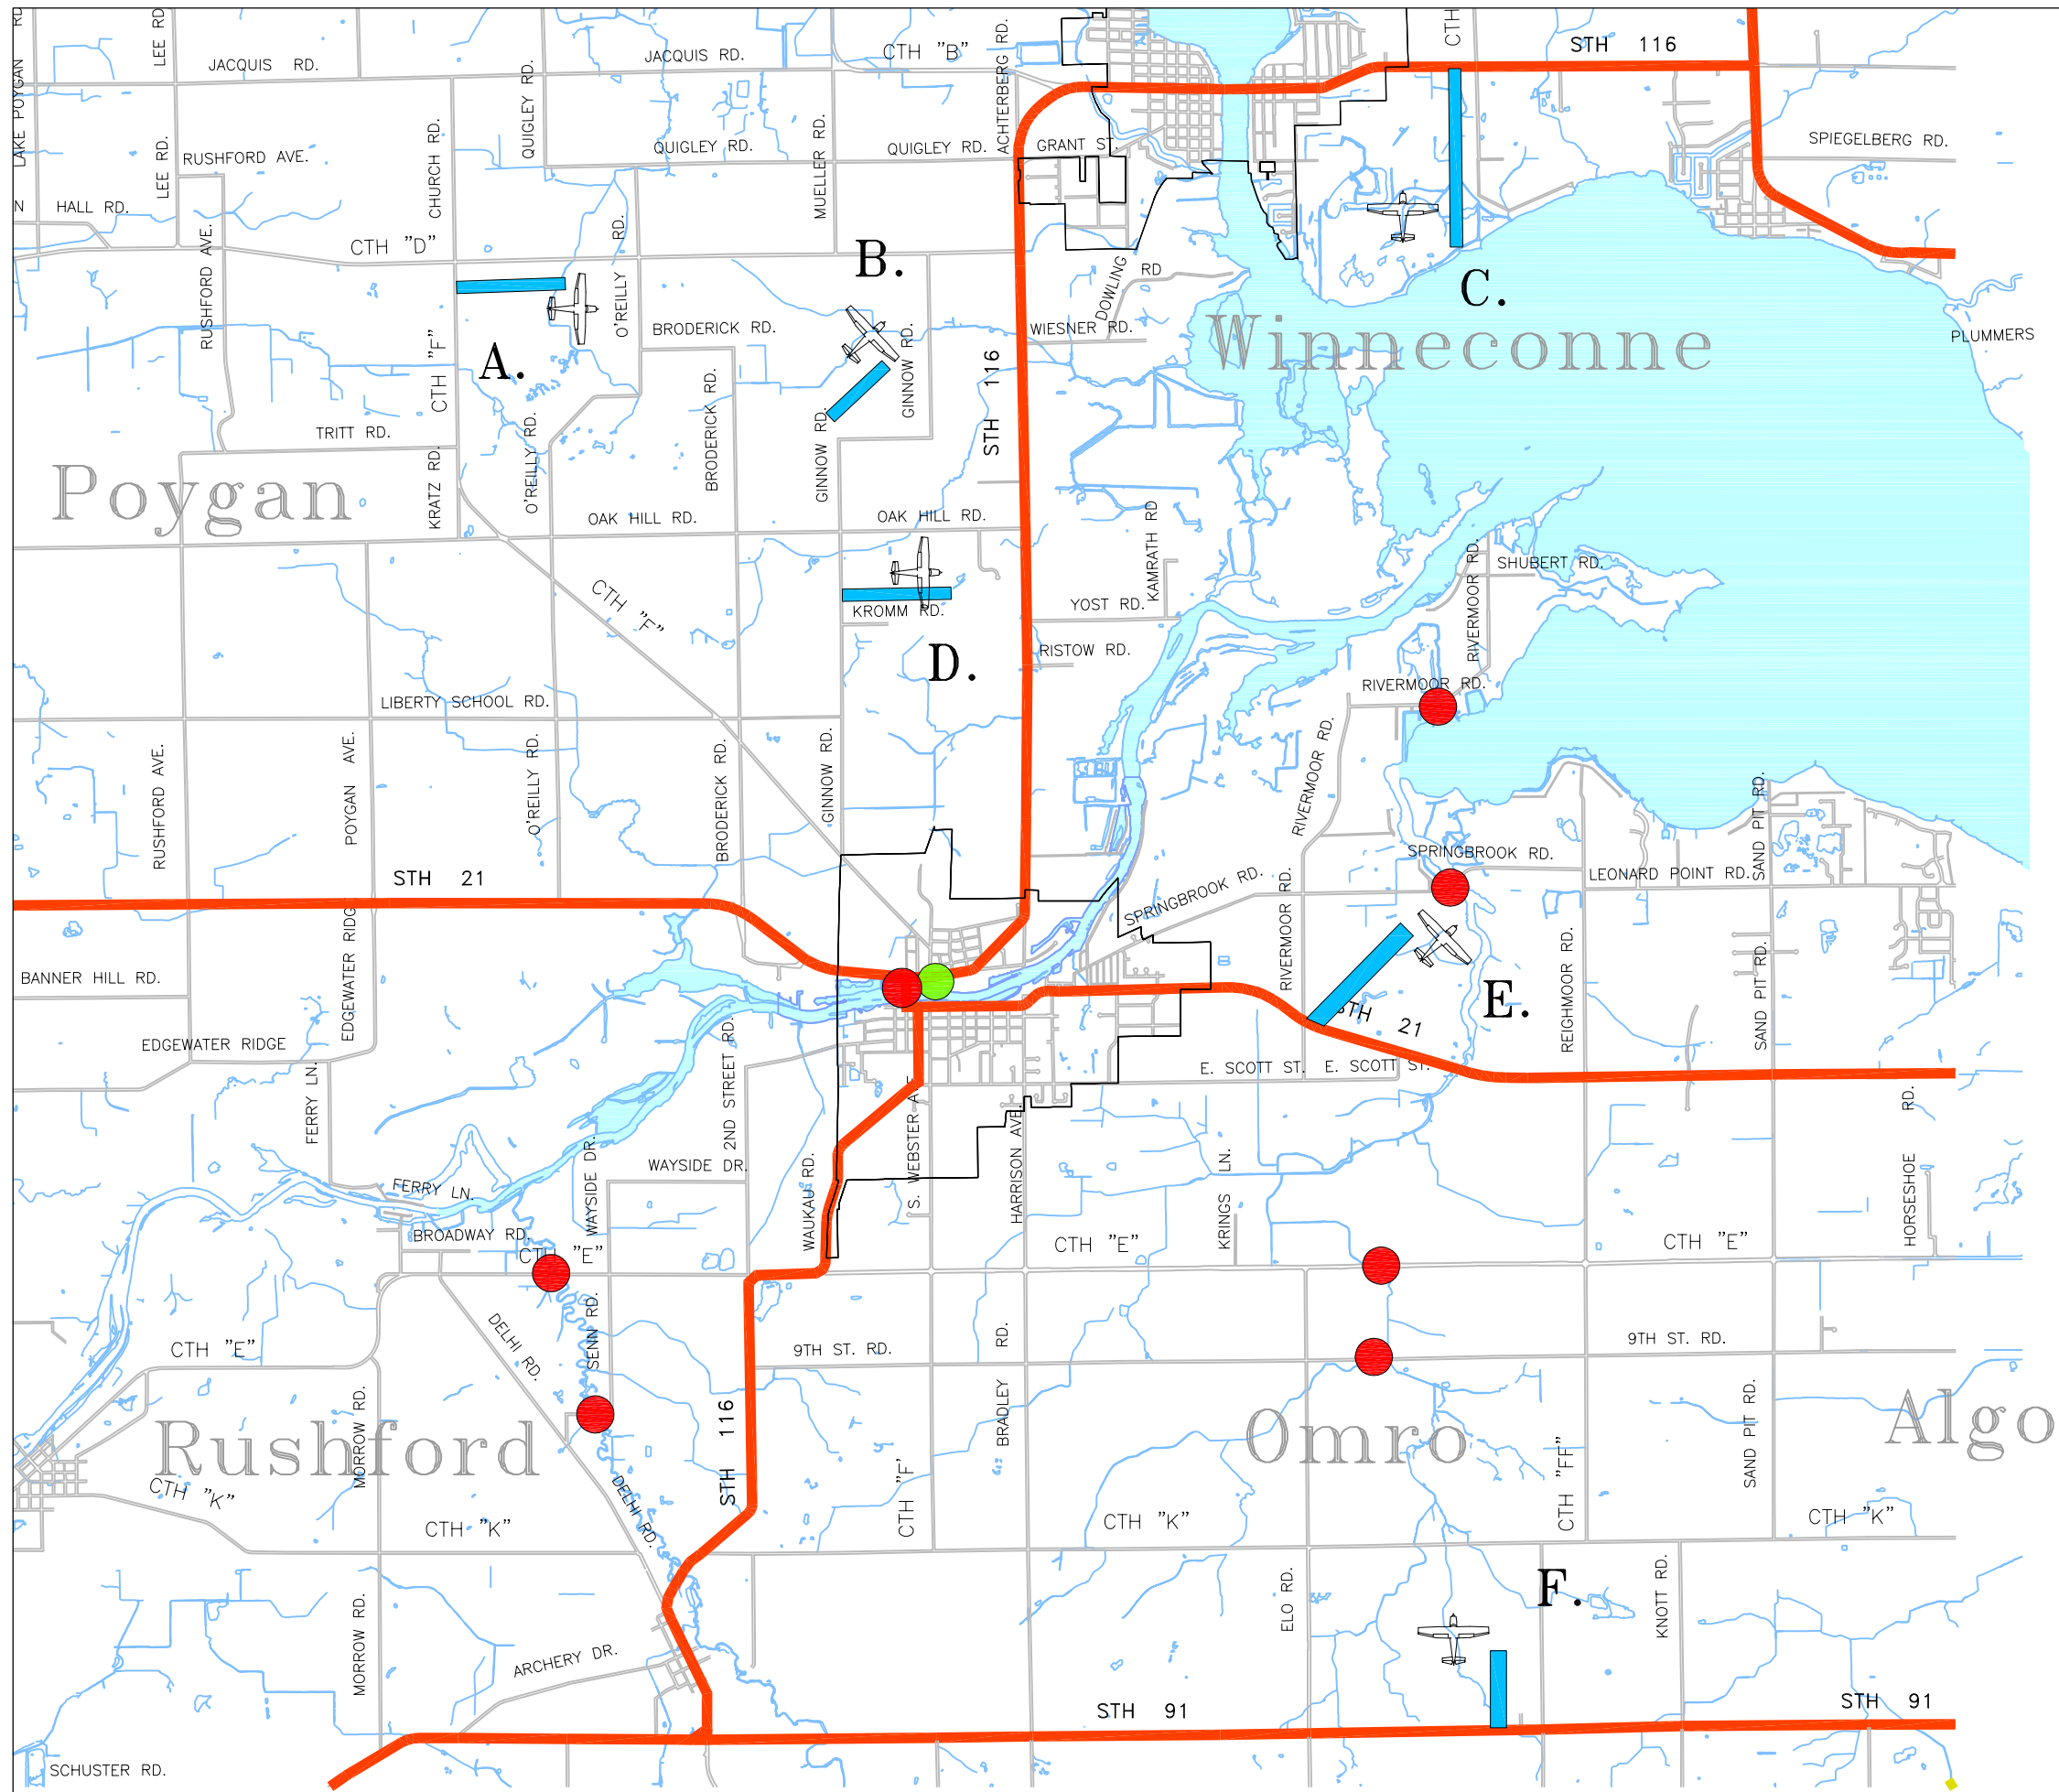 STH 116
CTH
RD
LEE RD
JACQUIS RD.
JACQUIS RD.
CTH "B"
ACHTERBERG RD.
QUIGLEY RD.
LAKE POYGAN
LEE RD.
RUSHFORD AVE.
CHURCH RD.
QUIGLEY RD.
MUELLER RD.
QUIGLEY RD.
GRANT ST.
SPIEGELBERG RD.
N
HALL RD.
RUSHFORD AVE.
CTH "D"
O'REILLY RD.
B.
DOWLING RD
C.
BRODERICK RD.
GINNOW RD.
WIESNER RD.
Winneconne
PLUMMERS
A.
CTH "F"
STH 116
TRITT RD.
KRATZ RD.
O'REILLY RD.
BRODERICK RD.
GINNOW RD.
Poygan
OAK HILL RD.
OAK HILL RD.
KAMRATH RD
RIVERMOOR RD.
SHUBERT RD.
CTH "F"
KROMM RD.
YOST RD.
D.
RISTOW RD.
RIVERMOOR RD.
LIBERTY SCHOOL RD.
RUSHFORD AVE.
POYGAN AVE.
O'REILLY RD.
BRODERICK RD.
GINNOW RD.
RIVERMOOR RD.
SAND PIT RD.
SPRINGBROOK RD.
STH 21
LEONARD POINT RD.
SPRINGBROOK RD.
RIVERMOOR RD.
EDGEWATER RIDGE
BANNER HILL RD.
E.
STH 21
REIGHMOOR RD.
SAND PIT RD.
EDGEWATER RIDGE
FERRY LN.
2ND STREET RD.
E. SCOTT ST.
E. SCOTT ST.
S. WEBSTER A
WAYSIDE DR.
WAYSIDE DR.
WAUKAU RD.
HARRISON AVE.
KRINGS LN.
HORSESHOE RD.
FERRY LN.
BROADWAY RD.
CTH "E"
CTH "E"
CTH "E"
SENN RD.
DELHI RD.
CTH "E"
9TH ST. RD.
BRADLEY RD.
9TH ST. RD.
MORROW RD.
Rushford
STH 116
Omro
Algo
CTH "K"
CTH "K"
DELHI RD.
CTH "F'
CTH "K"
CTH "FF"
SAND PIT RD.
CTH "K"
F.
MORROW RD.
ELO RD.
KNOTT RD.
ARCHERY DR.
STH 91
STH 91
SCHUSTER RD.